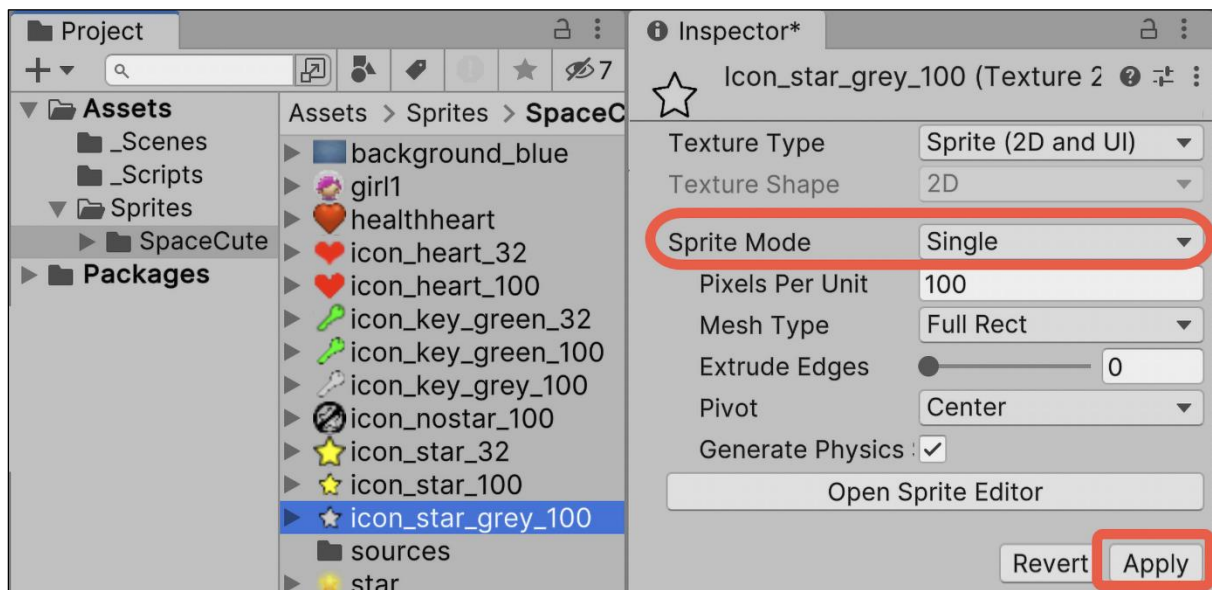 Project
7
Assets
_Scenes
_Scripts
Sprites
SpaceCute
Packages
Assets > Sprites > SpaceC
background_blue
girl1
healthheart
icon_heart_32
icon_heart_100
icon_key_green_32
icon_key_green_100
icon_key_grey_100
icon_nostar_100
icon_star_32
icon_star_100
icon_star_grey_100
sources
star
Inspector*
Icon_star_grey_100 (Texture 2
Texture Type Sprite (2D and UI)
Texture Shape 2D
Sprite Mode Single
Pixels Per Unit 100
Mesh Type Full Rect
Extrude Edges 0
Pivot Center
Generate Physics
Open Sprite Editor
Revert Apply